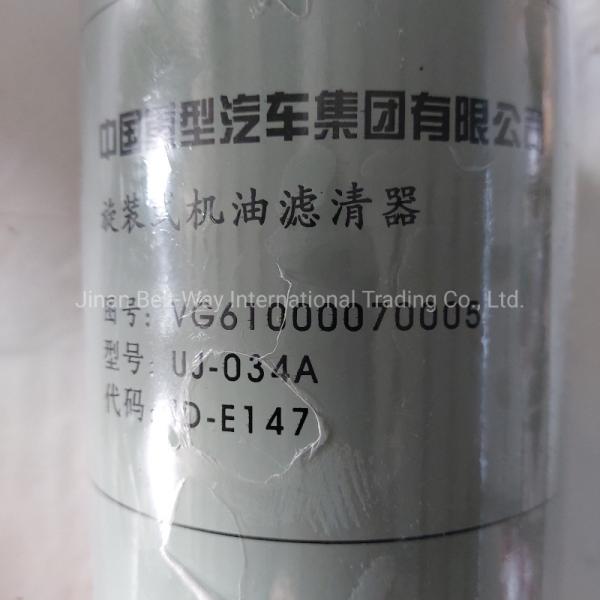 中国重型汽车集团有限公司
旋装式机油滤清器
Jinan Belt-Way International Trading Co., Ltd.
图号：VG61000070005
型号：UJ-034A
代码：JD-E147